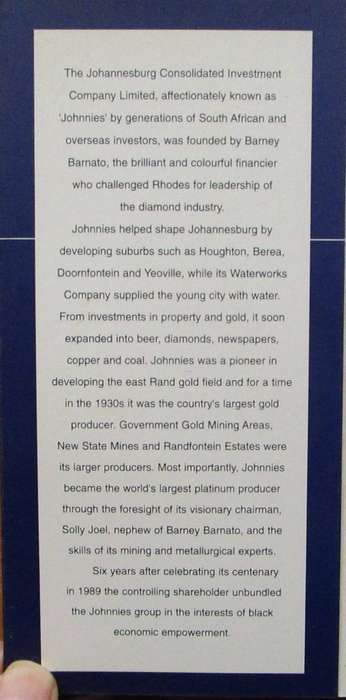 The Johannesburg Consolidated Investment
Company Limited, affectionately known as
'Johnnies' by generations of South African and
overseas investors, was founded by Barney
Barnato, the brilliant and colourful financier
who challenged Rhodes for leadership of
the diamond industry.
Johnnies helped shape Johannesburg by
developing suburbs such as Houghton, Berea,
Doornfontein and Yeoville, while its Waterworks
Company supplied the young city with water.
From investments in property and gold, it soon
expanded into beer, diamonds, newspapers,
copper and coal. Johnnies was a pioneer in
developing the east Rand gold field and for a time
in the 1930s it was the country's largest gold
producer. Government Gold Mining Areas,
New State Mines and Randfontein Estates were
its larger producers. Most importantly, Johnnies
became the world's largest platinum producer
through the foresight of its visionary chairman,
Solly Joel, nephew of Barney Barnato, and the
skills of its mining and metallurgical experts.
Six years after celebrating its centenary
in 1989 the controlling shareholder unbundled
the Johnnies group in the interests of black
economic empowerment.